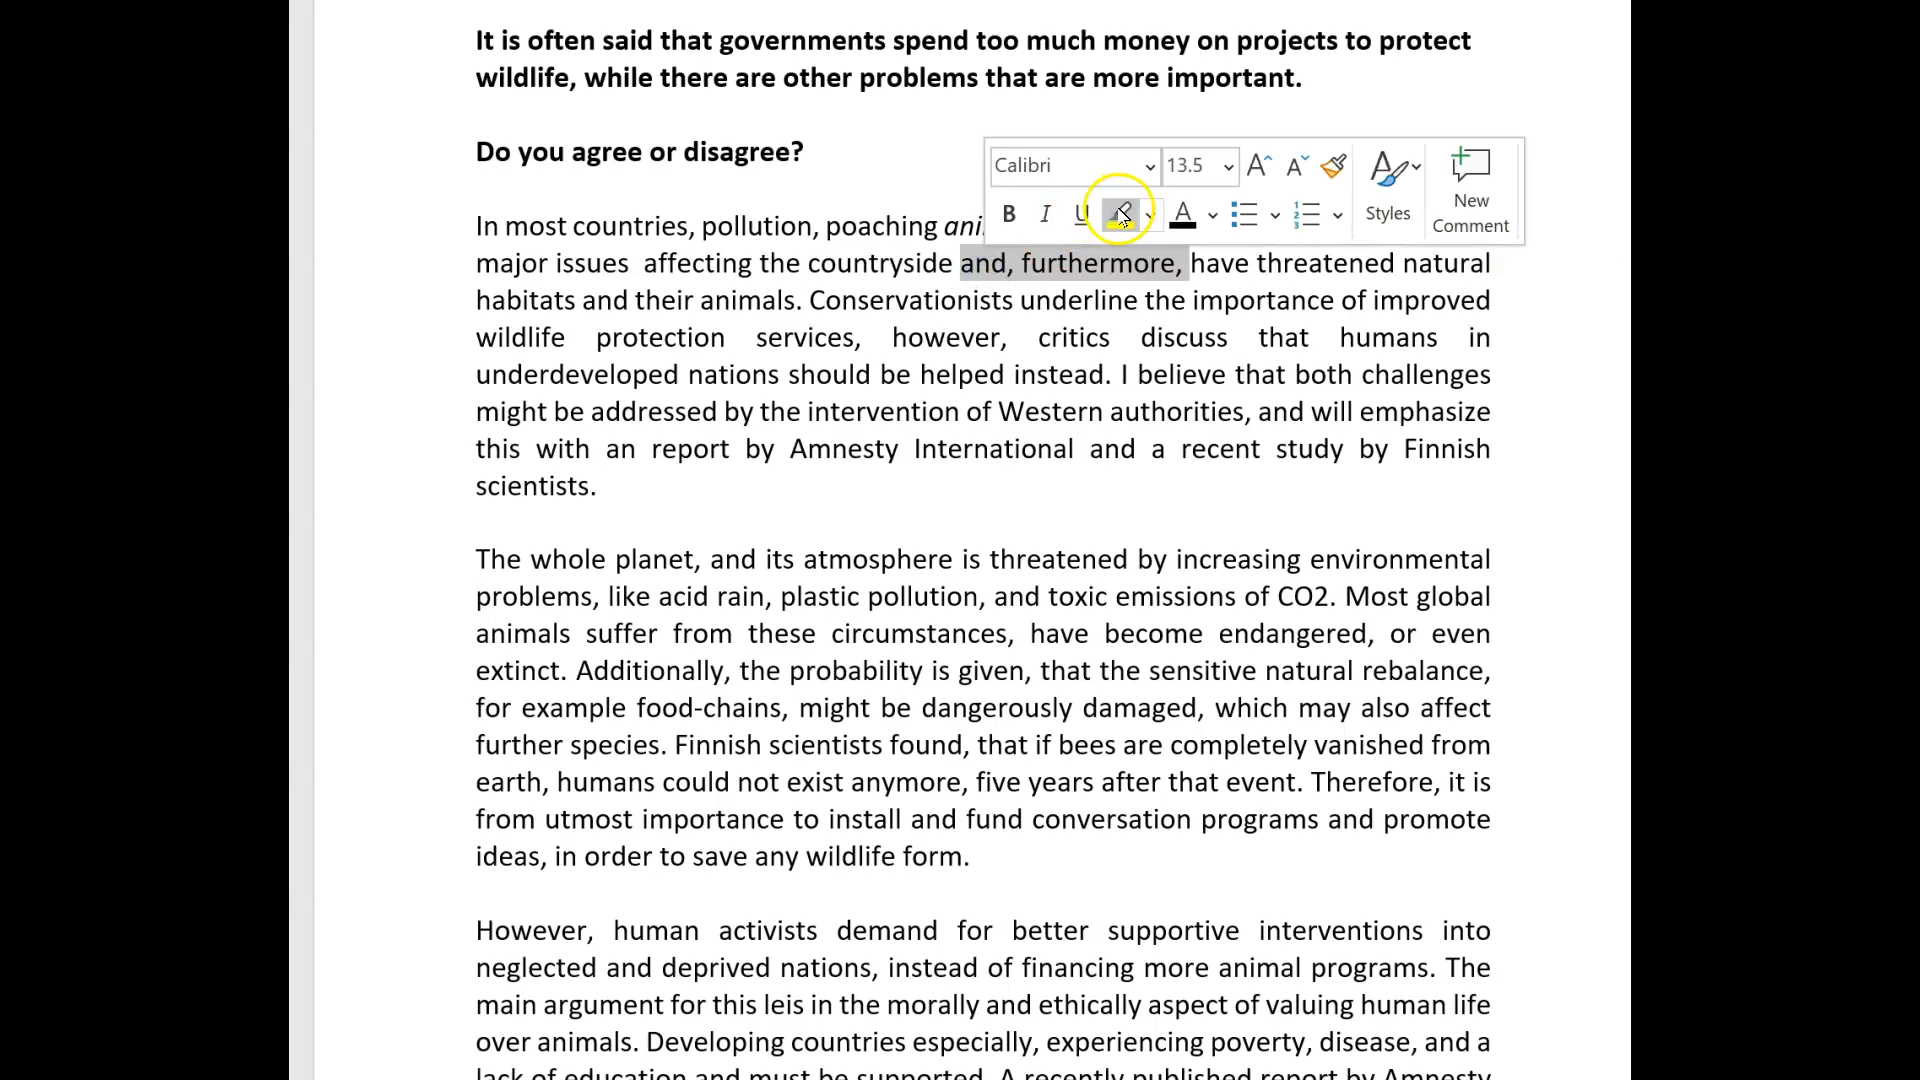 It is often said that governments spend too much money on projects to protect
wildlife, while there are other problems that are more important.
Do you agree or disagree?
Calibri 13.5
B I U A Styles New
Comment
In most countries, pollution, poaching
major issues affecting the countryside and, furthermore, have threatened natural
habitats and their animals. Conservationists underline the importance of improved
wildlife protection services, however, critics discuss that humans in
underdeveloped nations should be helped instead. I believe that both challenges
might be addressed by the intervention of Western authorities, and will emphasize
this with an report by Amnesty International and a recent study by Finnish
scientists.
The whole planet, and its atmosphere is threatened by increasing environmental
problems, like acid rain, plastic pollution, and toxic emissions of CO2. Most global
animals suffer from these circumstances, have become endangered, or even
extinct. Additionally, the probability is given, that the sensitive natural rebalance,
for example food-chains, might be dangerously damaged, which may also affect
further species. Finnish scientists found, that if bees are completely vanished from
earth, humans could not exist anymore, five years after that event. Therefore, it is
from utmost importance to install and fund conversation programs and promote
ideas, in order to save any wildlife form.
However, human activists demand for better supportive interventions into
neglected and deprived nations, instead of financing more animal programs. The
main argument for this leis in the morally and ethically aspect of valuing human life
over animals. Developing countries especially, experiencing poverty, disease, and a
lack of education and must be supported. A recently published report by Amnesty